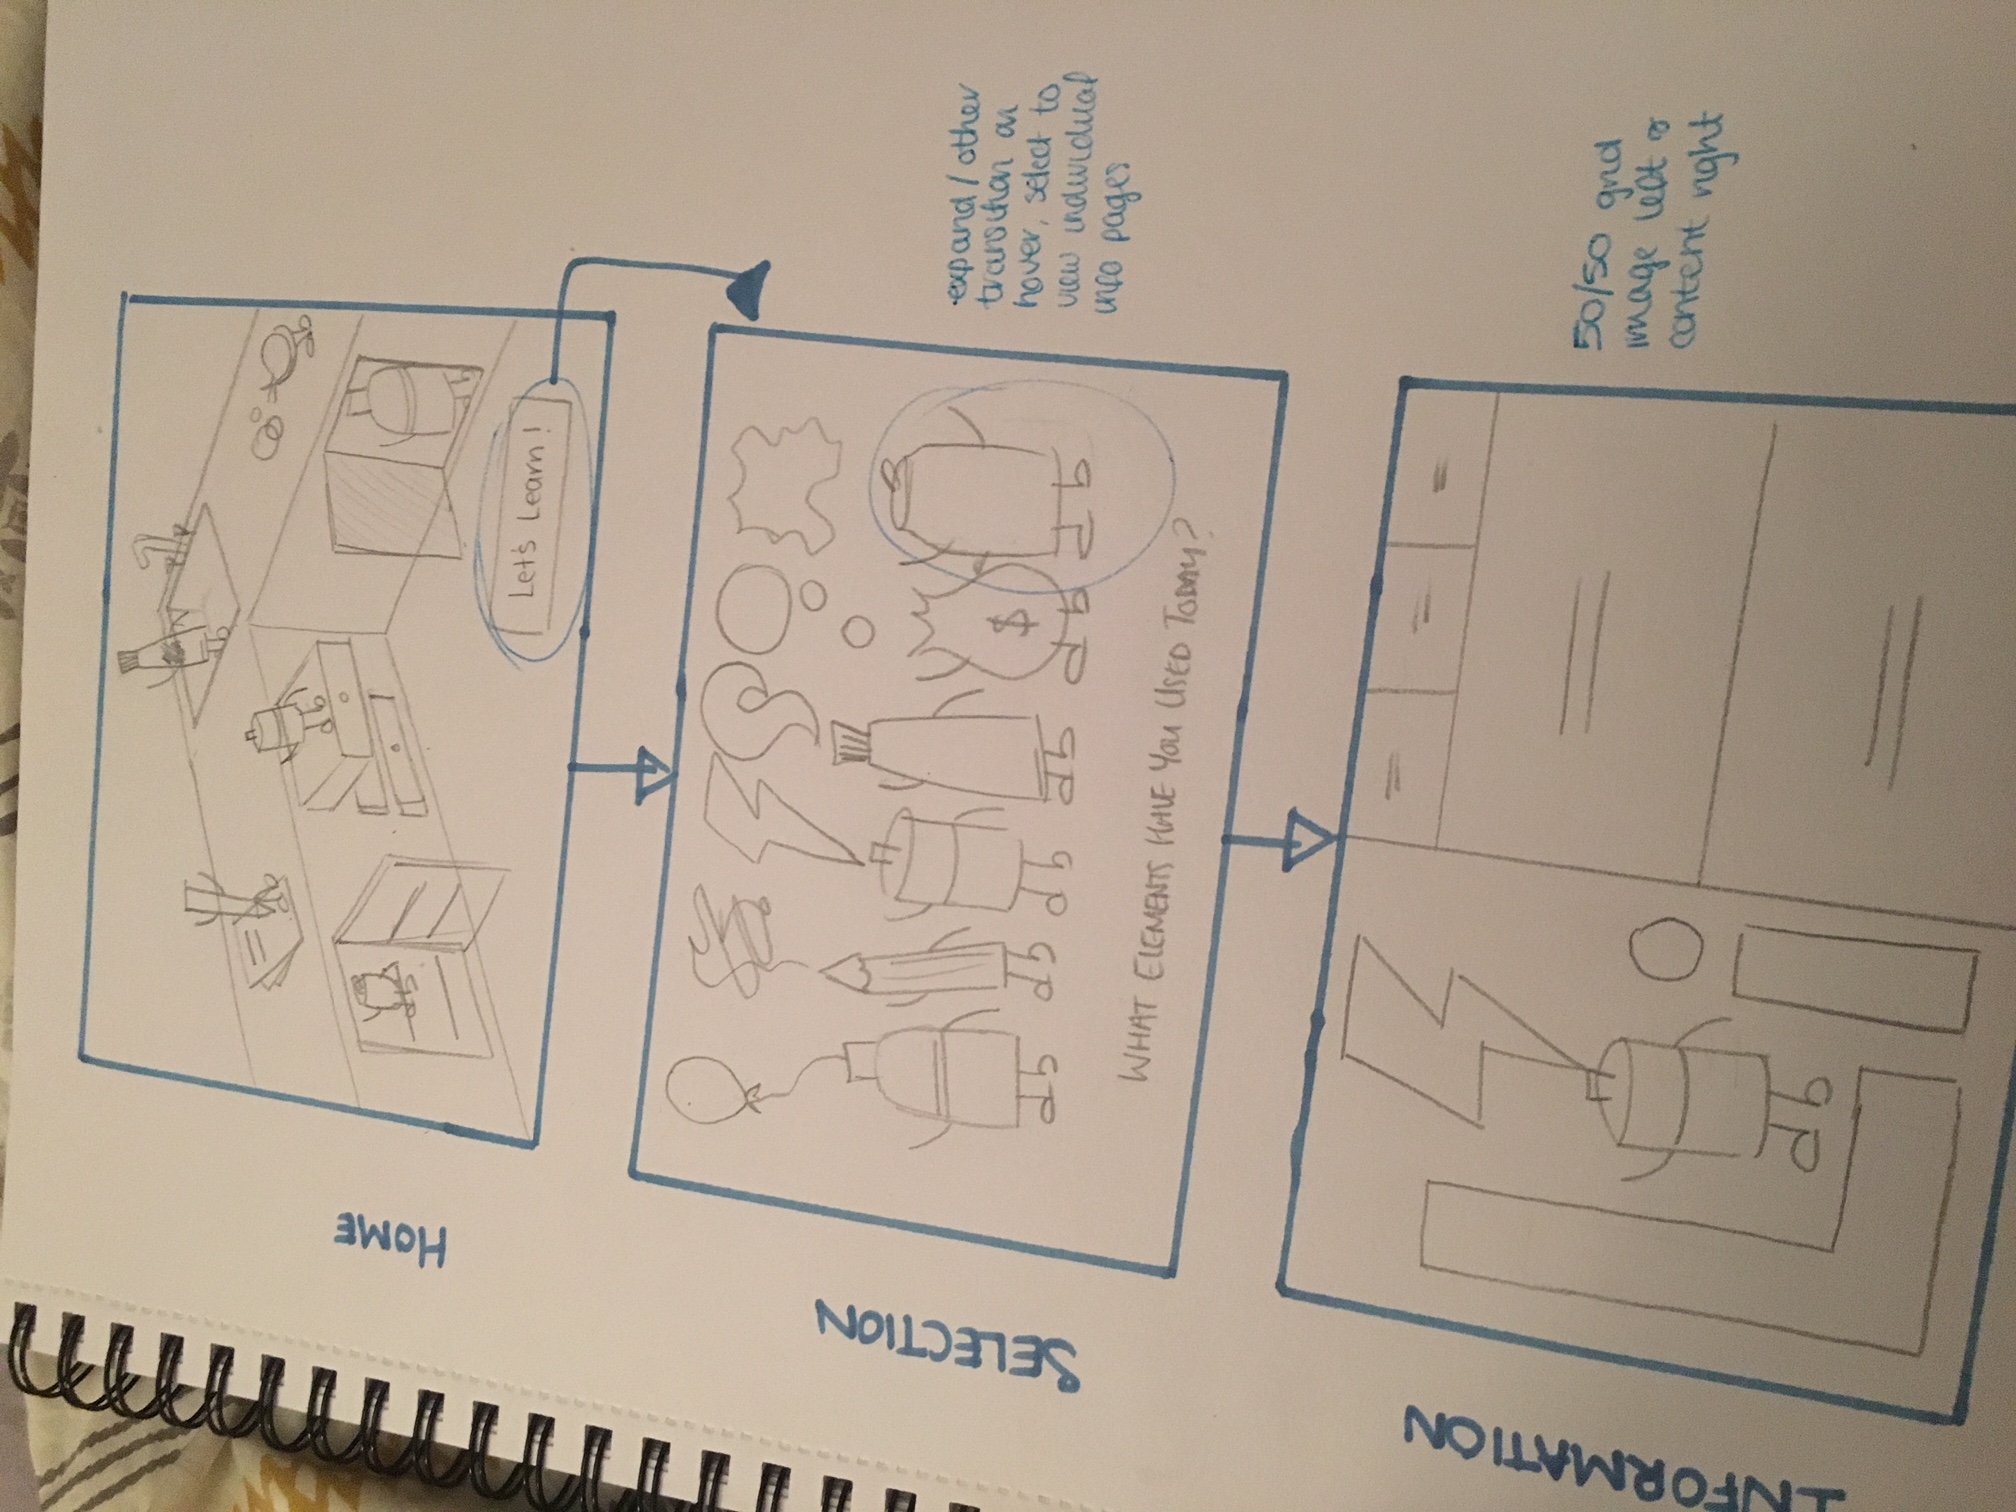 HOME
Let's Learn!
SELECTION
WHAT ELEMENTS HAVE YOU USED TODAY?
$
expand / other
transition on
hover, select to
view individual
info pages
INFORMATION
50/50 grid
image left &
content right